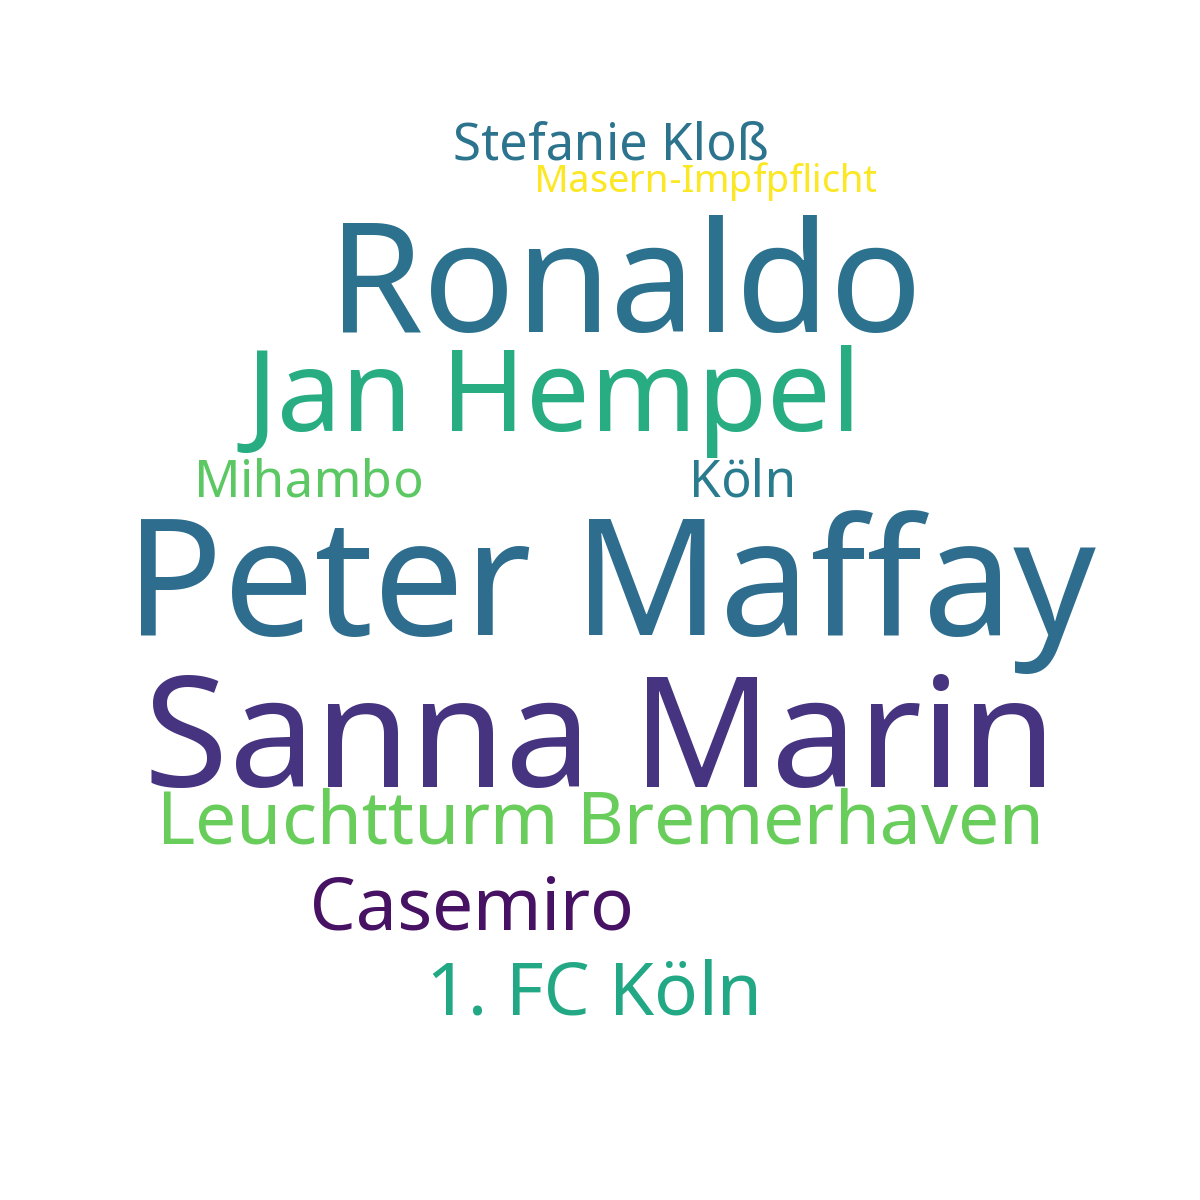 Stefanie Kloß
Masern-Impfpflicht
Ronaldo
Jan Hempel
Mihambo
Köln
Peter Maffay
Sanna Marin
Leuchtturm Bremerhaven
Casemiro
1. FC Köln